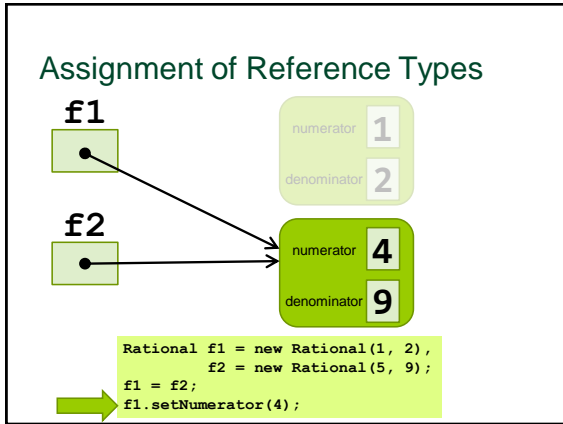 Assignment of Reference Types
f1
numerator 1
denominator 2
f2
numerator 4
denominator 9
Rational f1 = new Rational(1, 2),
         f2 = new Rational(5, 9);
f1 = f2;
f1.setNumerator(4);